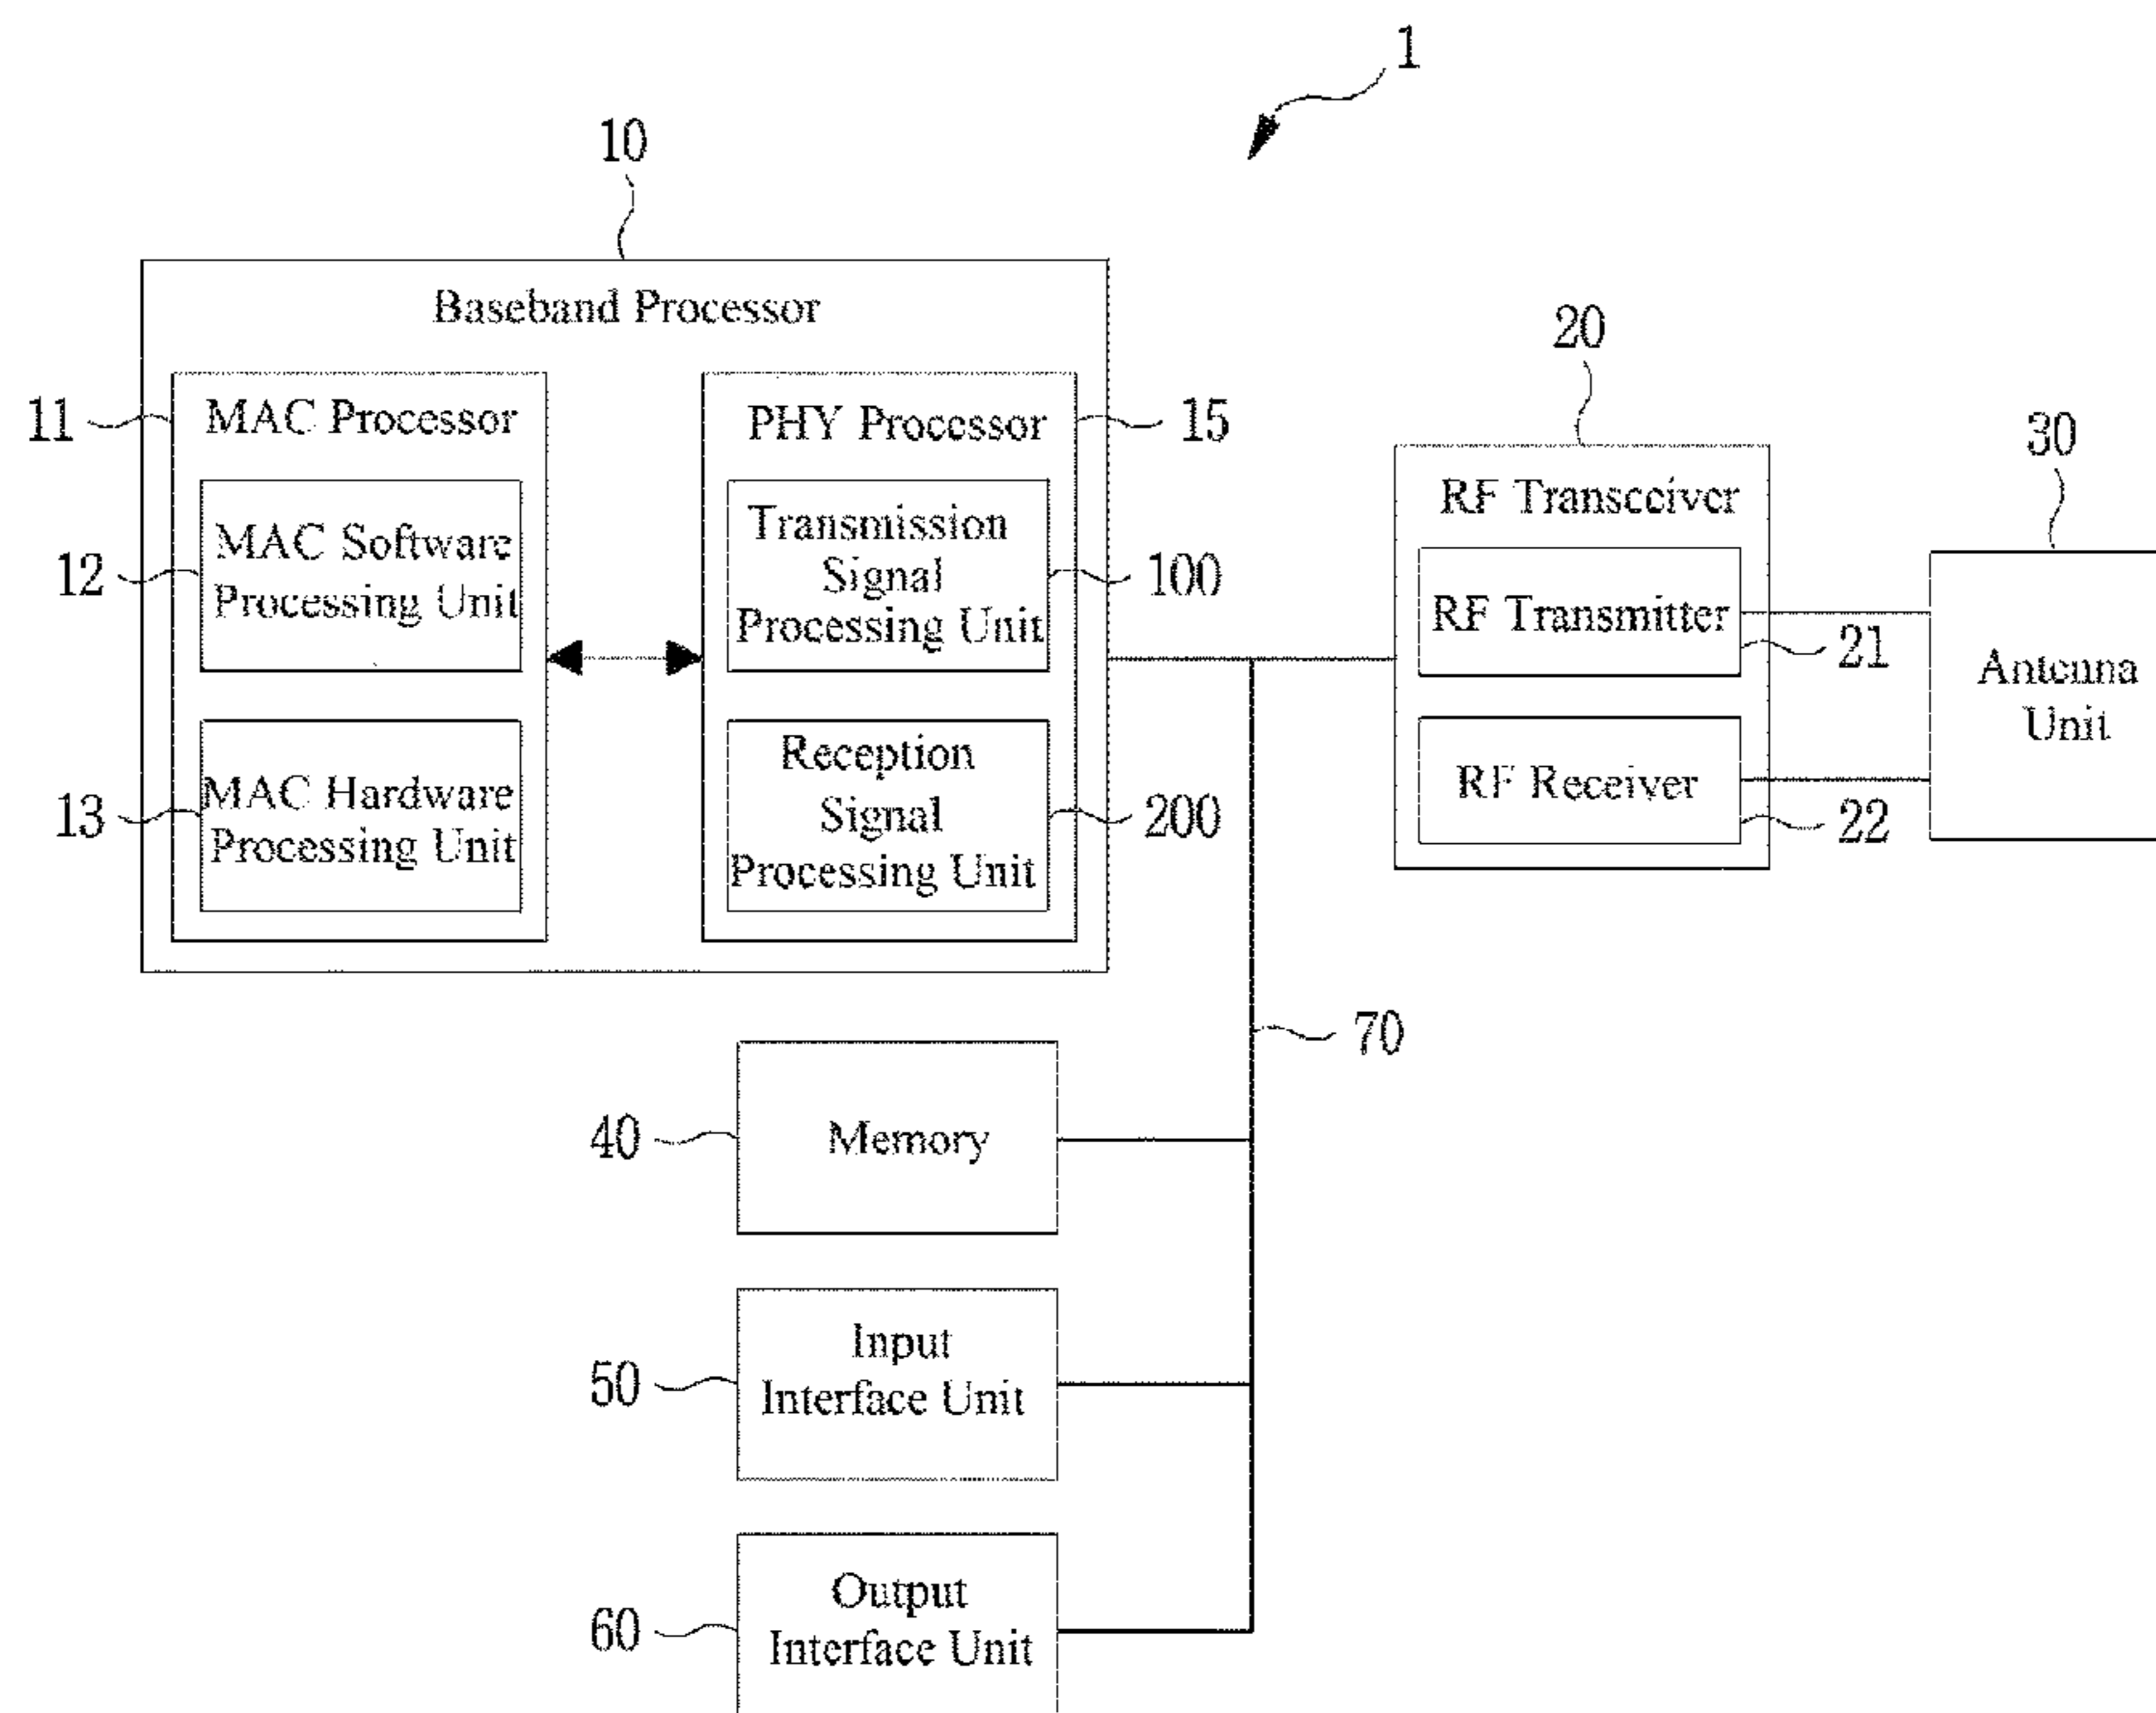 1
10
Baseband Processor
20
11
MAC Processor
PHY Processor
15
30
RF Transceiver
12
MAC Software
Processing Unit
Transmission
Signal
Processing Unit
100
RF Transmitter
21
Antenna
Unit
13
MAC Hardware
Processing Unit
Reception
Signal
Processing Unit
200
RF Receiver
22
70
40
Memory
50
Input
Interface Unit
60
Output
Interface Unit